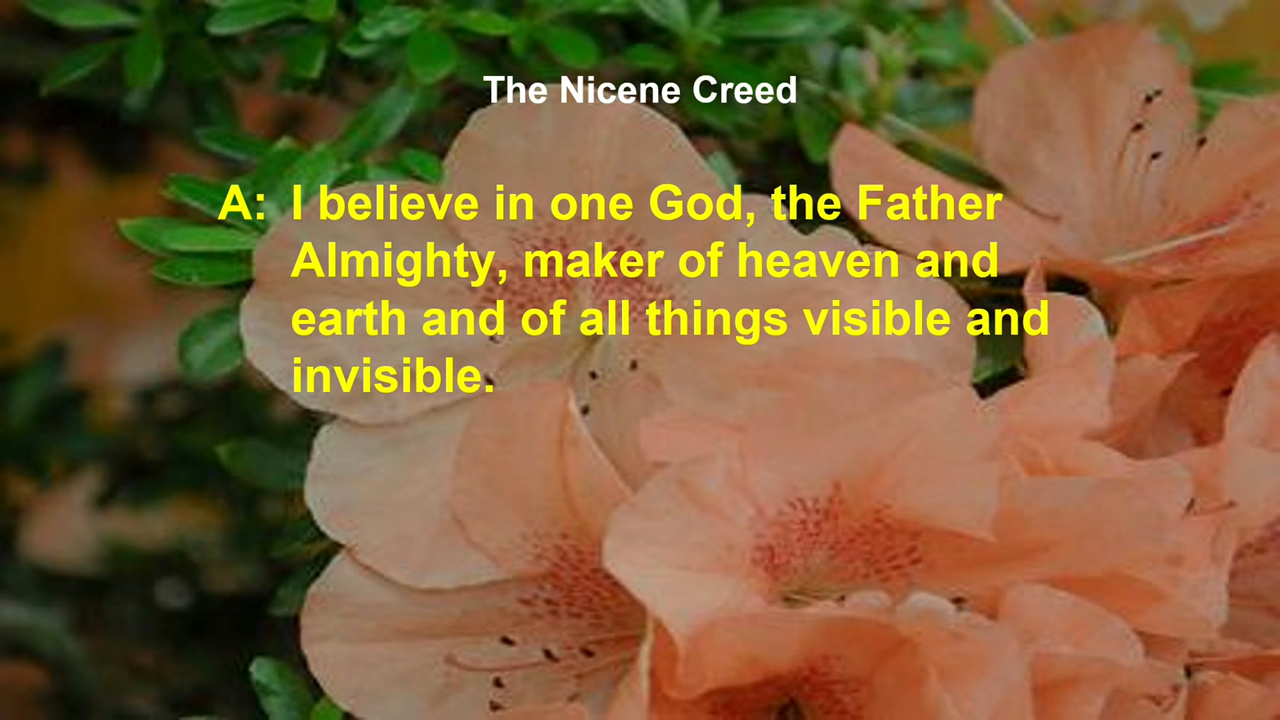 The Nicene Creed
A: I believe in one God, the Father
Almighty, maker of heaven and
earth and of all things visible and
invisible.